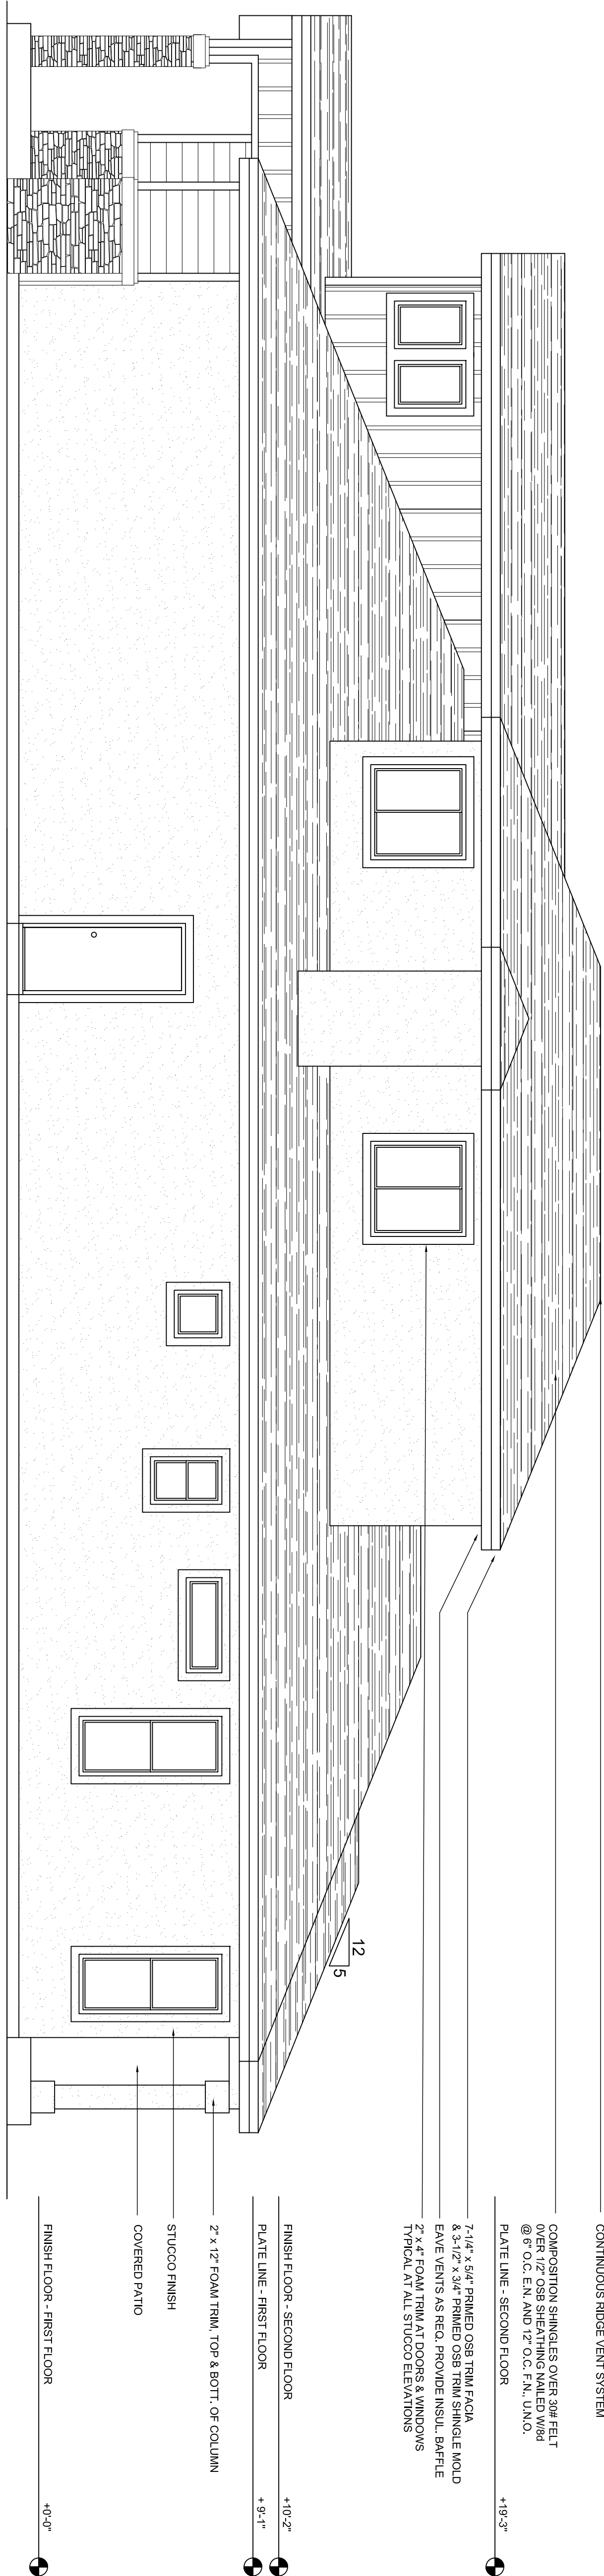 CONTINUOUS RIDGE VENT SYSTEM
COMPOSITION SHINGLES OVER 30# FELT
OVER 1/2" OSB SHEATHING NAILED W/8d
@ 6" O.C. E.N. AND 12" O.C. F.N., U.N.O.
PLATE LINE - SECOND FLOOR
+19'-3"
7-1/4" x 5/4" PRIMED OSB TRIM FACIA
& 3-1/2" x 3/4" PRIMED OSB TRIM SHINGLE MOLD
EAVE VENTS AS REQ. PROVIDE INSUL. BAFFLE
2" x 4" FOAM TRIM AT DOORS & WINDOWS
TYPICAL AT ALL STUCCO ELEVATIONS
12
5
FINISH FLOOR - SECOND FLOOR
+10'-2"
PLATE LINE - FIRST FLOOR
+ 9'-1"
2" x 12" FOAM TRIM, TOP & BOTT. OF COLUMN
STUCCO FINISH
COVERED PATIO
FINISH FLOOR - FIRST FLOOR
+0'-0"